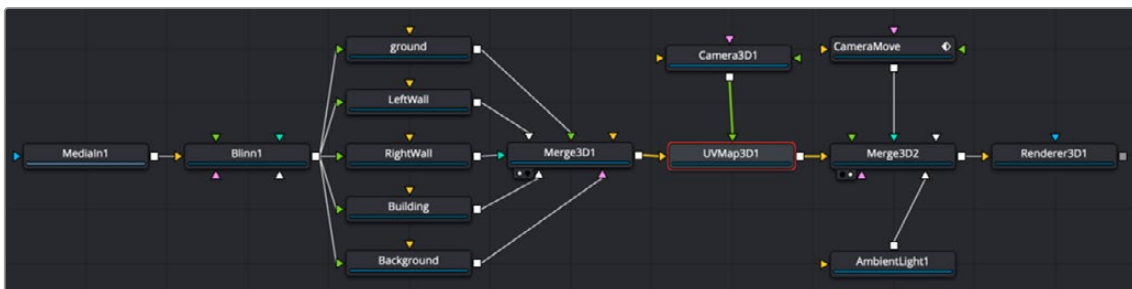 ground
Camera3D1
CameraMove
LeftWall
MediaIn1
Blinn1
RightWall
Merge3D1
UVMap3D1
Merge3D2
Renderer3D1
Building
Background
AmbientLight1